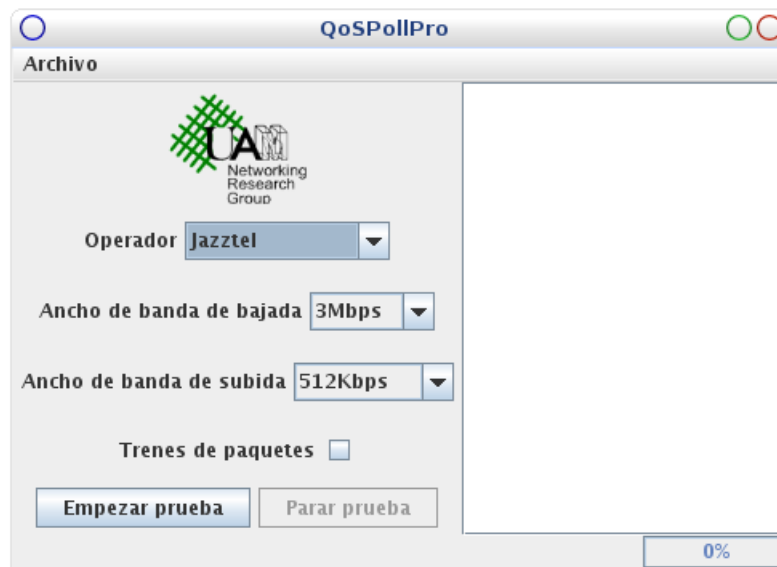 QoSPollPro
Archivo
UAM
Networking
Research
Group
Operador Jazztel
Ancho de banda de bajada 3Mbps
Ancho de banda de subida 512Kbps
Trenes de paquetes
Empezar prueba Parar prueba
0%